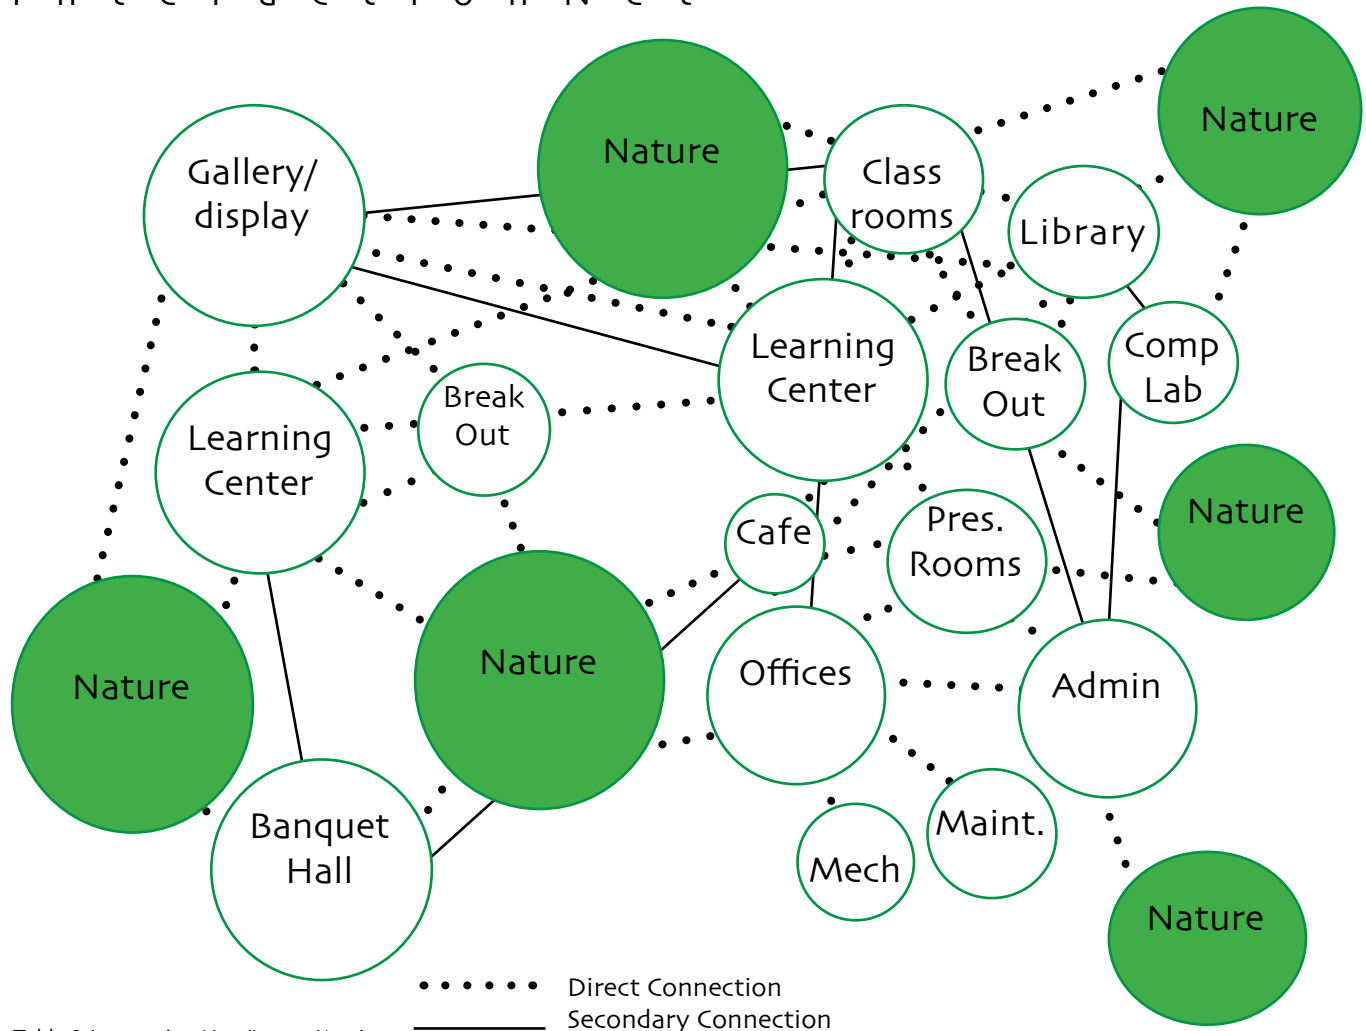 Nature
Nature
Gallery/
display
Class
rooms
Library
Learning
Center
Break
Out
Comp
Lab
Break
Out
Learning
Center
Nature
Cafe
Pres.
Rooms
Nature
Nature
Offices
Admin
Banquet
Hall
Maint.
Mech
Nature
Direct Connection
Secondary Connection